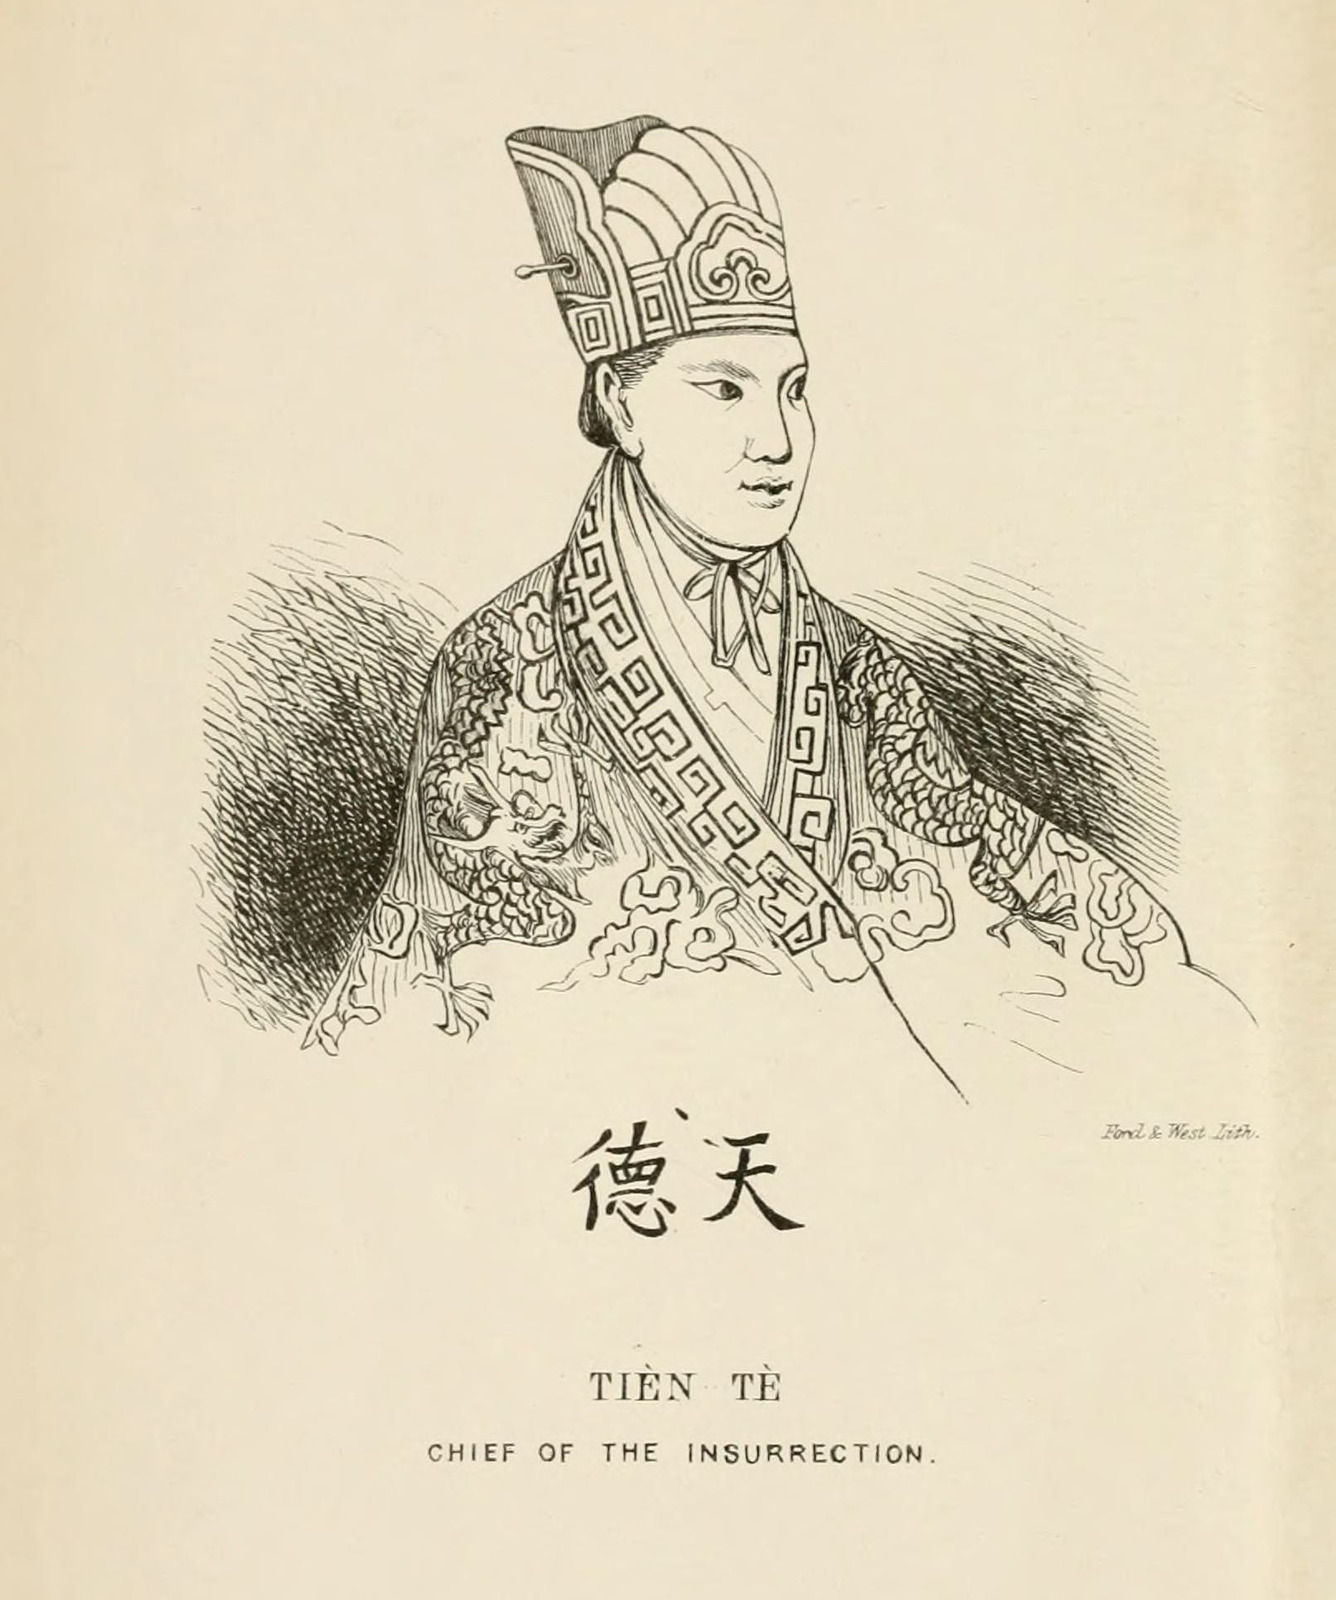 Ford & West Lith.
天德
TIÈN TÈ
CHIEF OF THE INSURRECTION.